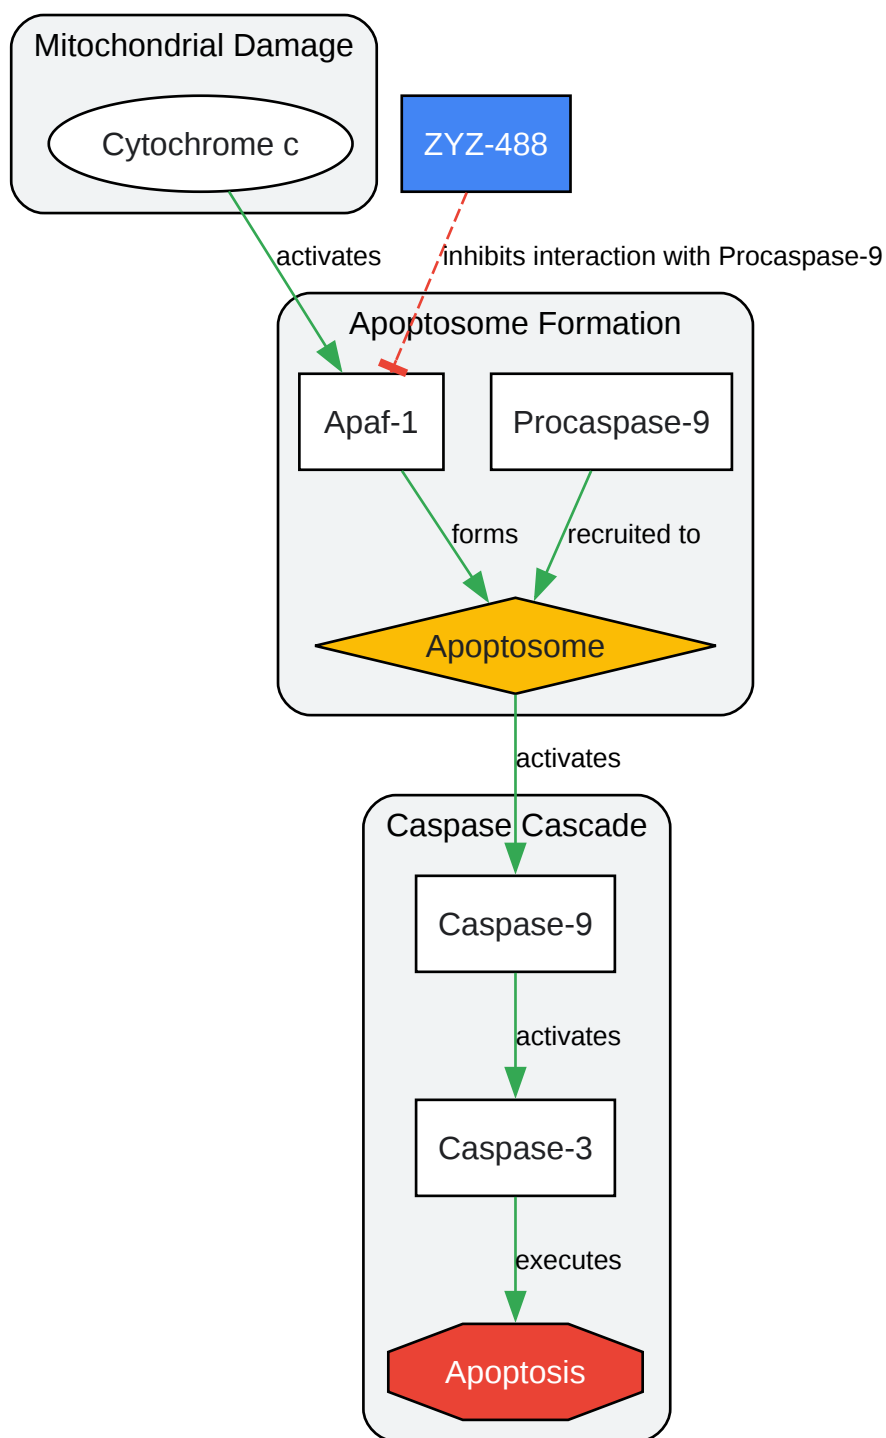 Mitochondrial Damage
Cytochrome c
ZYZ-488
activates
inhibits interaction with Procaspase-9
Apoptosome Formation
Apaf-1
Procaspase-9
forms
recruited to
Apoptosome
activates
Caspase Cascade
Caspase-9
activates
Caspase-3
executes
Apoptosis